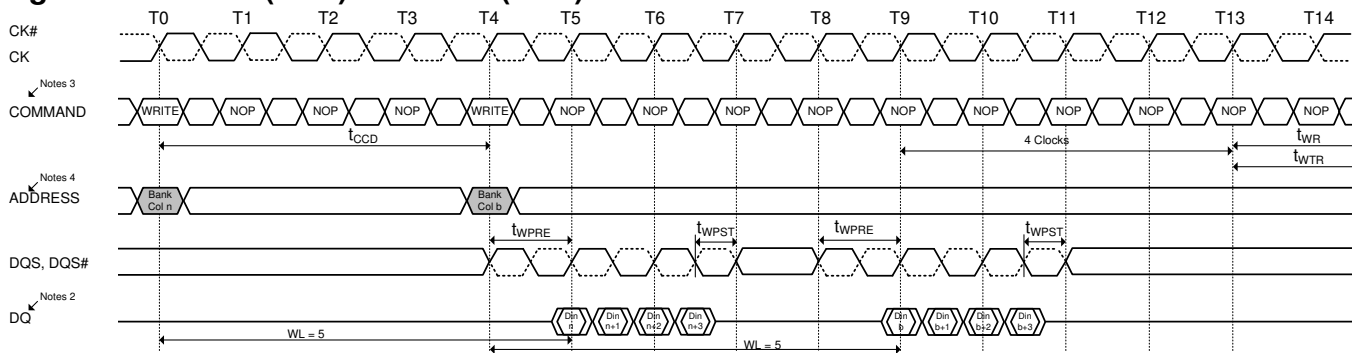 T0 T1 T2 T3 T4 T5 T6 T7 T8 T9 T10 T11 T12 T13 T14
CK#
CK
Notes 3
COMMAND WRITE NOP NOP NOP WRITE NOP NOP NOP NOP NOP NOP NOP NOP NOP NOP
tCCD 4 Clocks tWR
tWTR
Notes 4
ADDRESS Bank Col n Bank Col b
tWPRE tWPST tWPRE tWPST
DQS, DQS#
Notes 2
DQ Din n Din n+1 Din n+2 Din n+3 Din b Din b+1 Din b+2 Din b+3
WL = 5 WL = 5